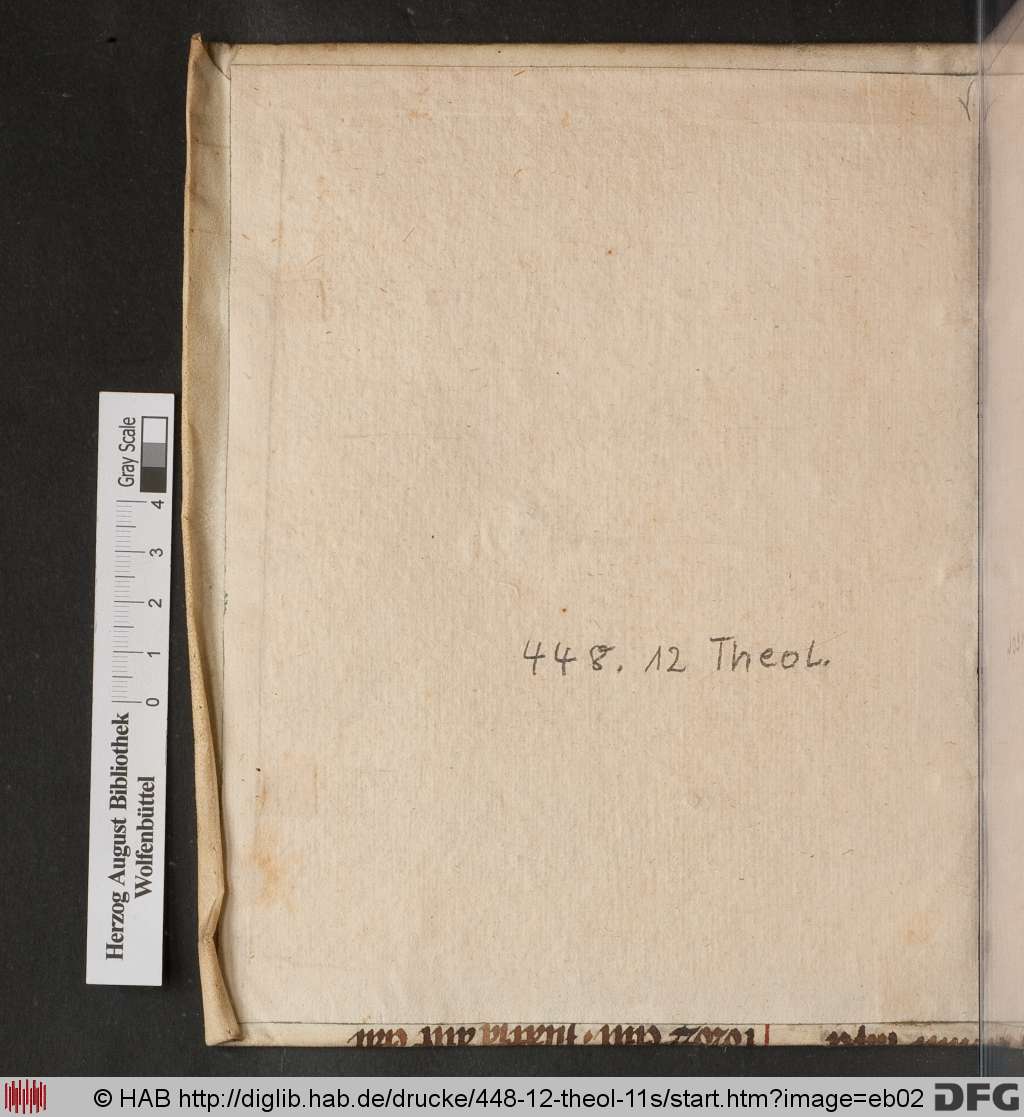 448. 12 Theol.
Gray Scale
0 1 2 3 4
Herzog August Bibliothek
Wolfenbüttel
© HAB http://diglib.hab.de/drucke/448-12-theol-11s/start.htm?image=eb02 DFG